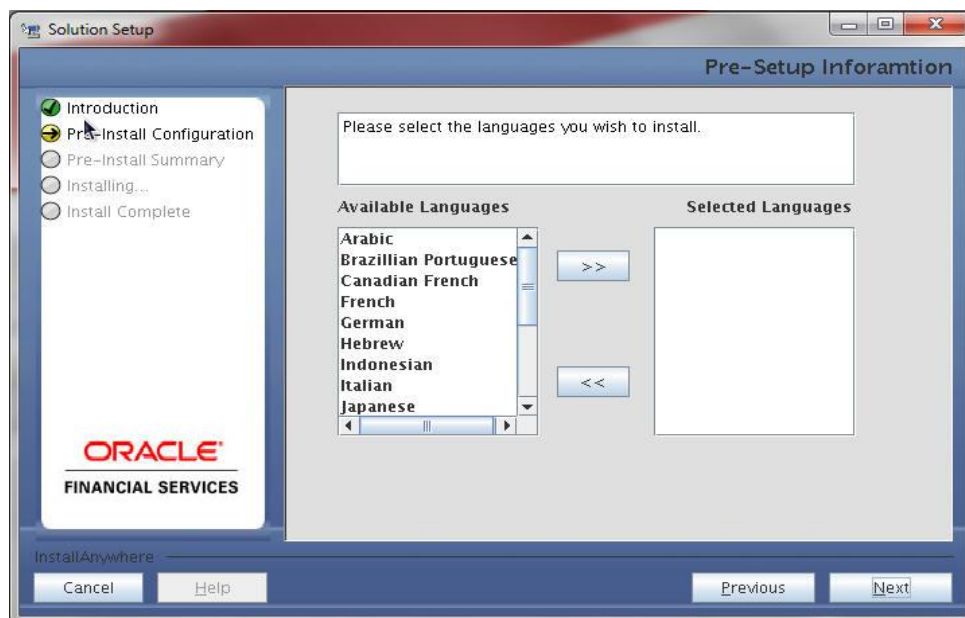 Solution Setup
Pre-Setup Inforamtion
Introduction
Pre-Install Configuration
Pre-Install Summary
Installing...
Install Complete
ORACLE
FINANCIAL SERVICES
Please select the languages you wish to install.
Available Languages
Arabic
Brazillian Portuguese
Canadian French
French
German
Hebrew
Indonesian
Italian
Japanese
>>
<<
Selected Languages
InstallAnywhere
Cancel
Help
Previous
Next